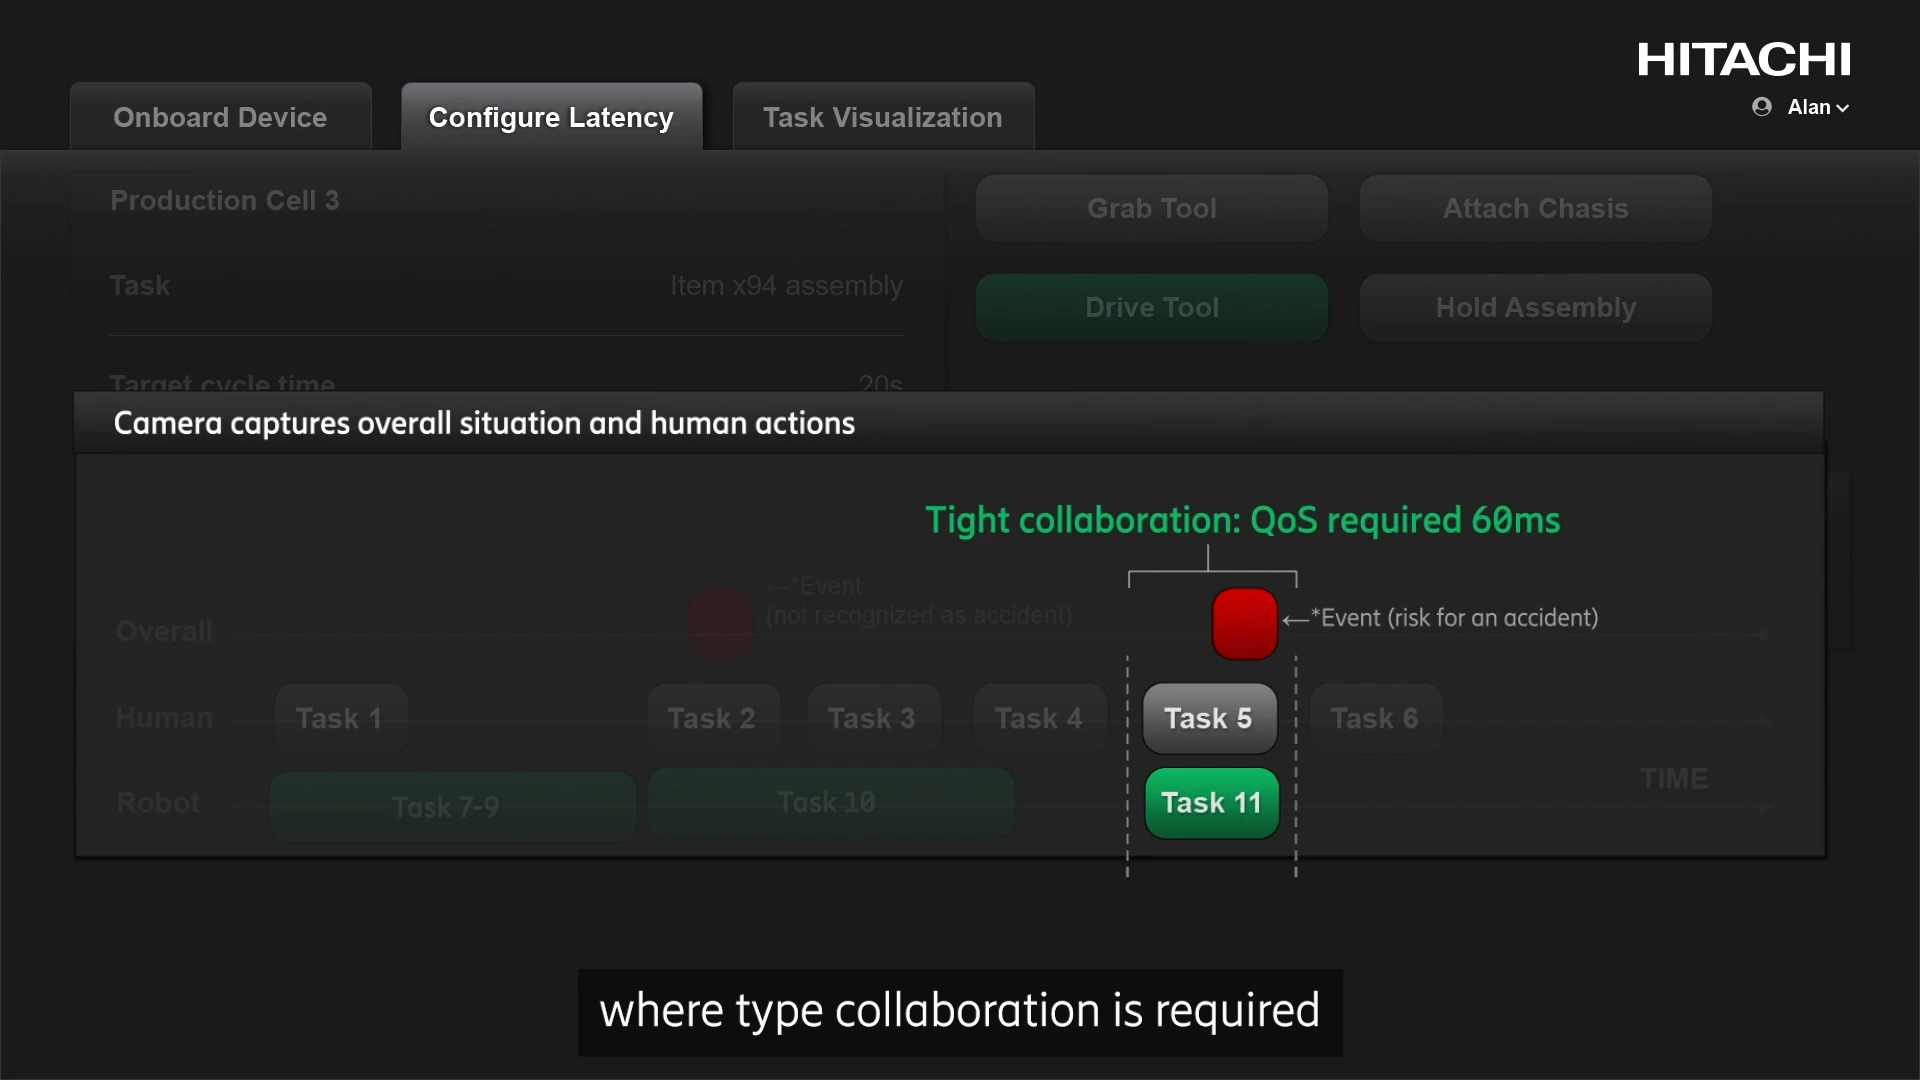 HITACHI
Alan
Onboard Device
Configure Latency
Task Visualization
Production Cell 3
Grab Tool
Attach Chasis
Task
Item x94 assembly
Drive Tool
Hold Assembly
Target cycle time
20s
Camera captures overall situation and human actions
Tight collaboration: QoS required 60ms
←*Event
(not recognized as accident)
Overall
←*Event (risk for an accident)
Human
Task 1
Task 2
Task 3
Task 4
Task 5
Task 6
TIME
Robot
Task 7-9
Task 10
Task 11
where type collaboration is required